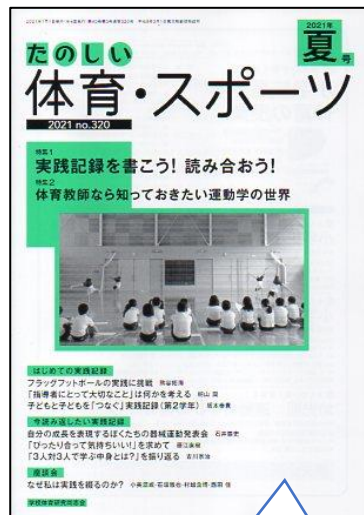 2021年
夏号
たのしい
体育・スポーツ
2021 no.320
特集1
実践記録を書こう! 読み合おう!
特集2
体育教師なら知っておきたい運動学の世界
はじめての実践記録
フラッグフットボールの実践に挑戦
「指導者にとって大切なこと」は何かを考える
子どもと子どもを「つなぐ」実践記録(第2学年)
今読み返したい実践記録
自分の成長を表現するぼくたちの器械運動発表会
「ぴったり合って気持ちいい!」を求めて
「3人対3人で学ぶ中身とは?」を振り返る
座談会
なぜ私は実践を綴るのか?
学校体育研究同志会